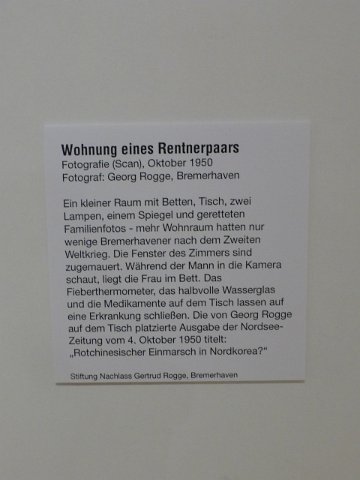 Wohnung eines Rentnerpaars
Fotografie (Scan), Oktober 1950
Fotograf: Georg Rogge, Bremerhaven
Ein kleiner Raum mit Betten, Tisch, zwei
Lampen, einem Spiegel und geretteten
Familienfotos - mehr Wohnraum hatten nur
wenige Bremerhavener nach dem Zweiten
Weltkrieg. Die Fenster des Zimmers sind
zugemauert. Während der Mann in die Kamera
schaut, liegt die Frau im Bett. Das
Fieberthermometer, das halbvolle Wasserglas
und die Medikamente auf dem Tisch lassen auf
eine Erkrankung schließen. Die von Georg Rogge
auf dem Tisch platzierte Ausgabe der Nordsee-
Zeitung vom 4. Oktober 1950 titelt:
„Rotchinesischer Einmarsch in Nordkorea?“
Stiftung Nachlass Gertrud Rogge, Bremerhaven